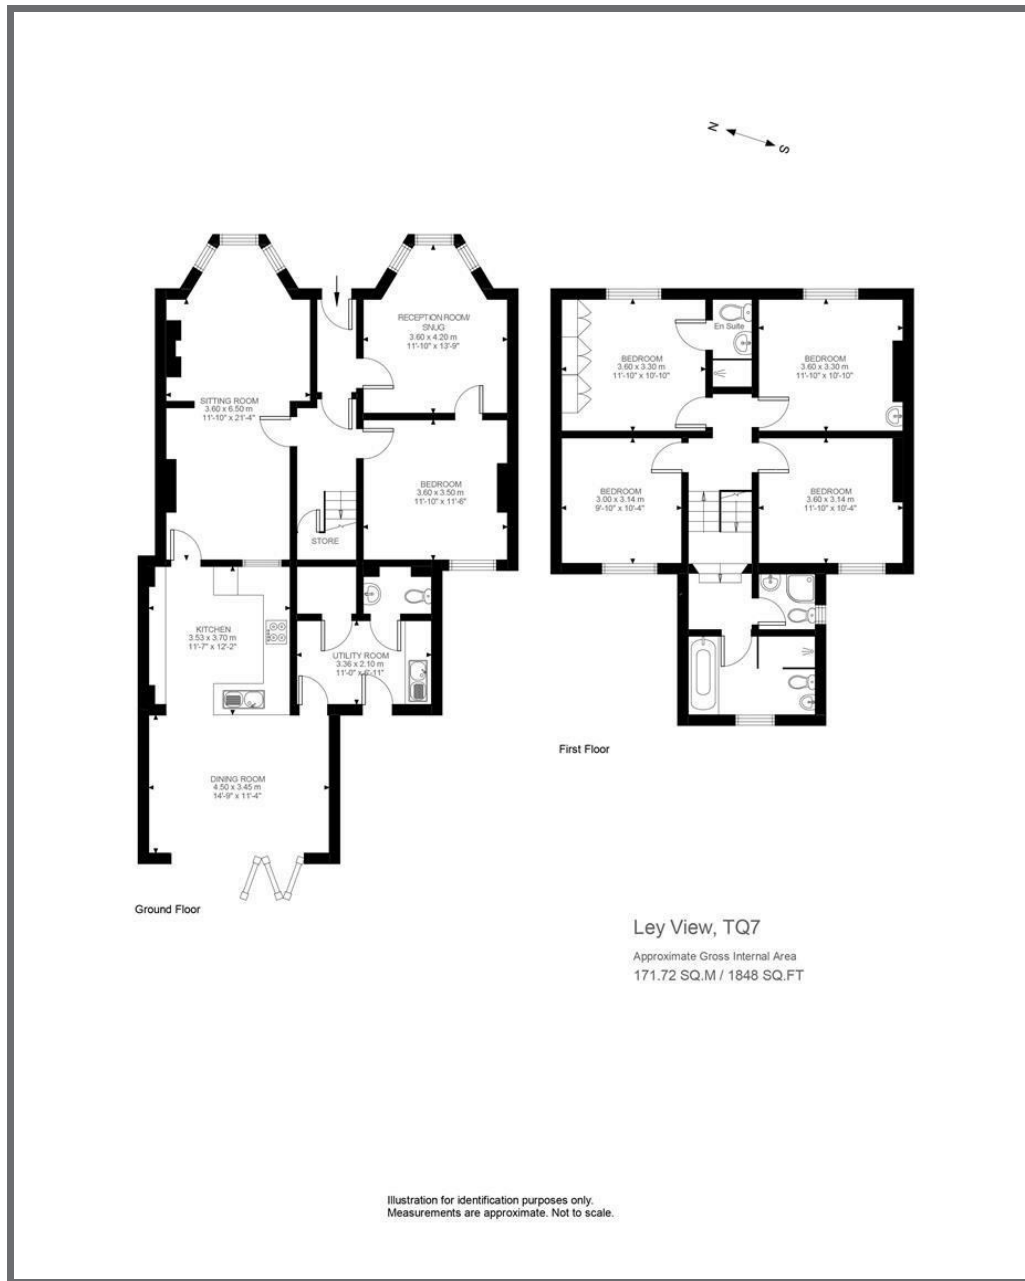 N
S
RECEPTION ROOM/
SNUG
3.60 x 4.20 m
11'-10" x 13'-9"
SITTING ROOM
3.60 x 6.50 m
11'-10" x 21'-4"
BEDROOM
3.60 x 3.50 m
11'-10" x 11'-6"
STORE
KITCHEN
3.53 x 3.70 m
11'-7" x 12'-2"
UTILITY ROOM
3.36 x 2.10 m
11'-0" x 6'-11"
DINING ROOM
4.50 x 3.45 m
14'-9" x 11'-4"
Ground Floor
En Suite
BEDROOM
3.60 x 3.30 m
11'-10" x 10'-10"
BEDROOM
3.60 x 3.30 m
11'-10" x 10'-10"
BEDROOM
3.00 x 3.14 m
9'-10" x 10'-4"
BEDROOM
3.60 x 3.14 m
11'-10" x 10'-4"
First Floor
Ley View, TQ7
Approximate Gross Internal Area
171.72 SQ.M / 1848 SQ.FT
Illustration for identification purposes only.
Measurements are approximate. Not to scale.